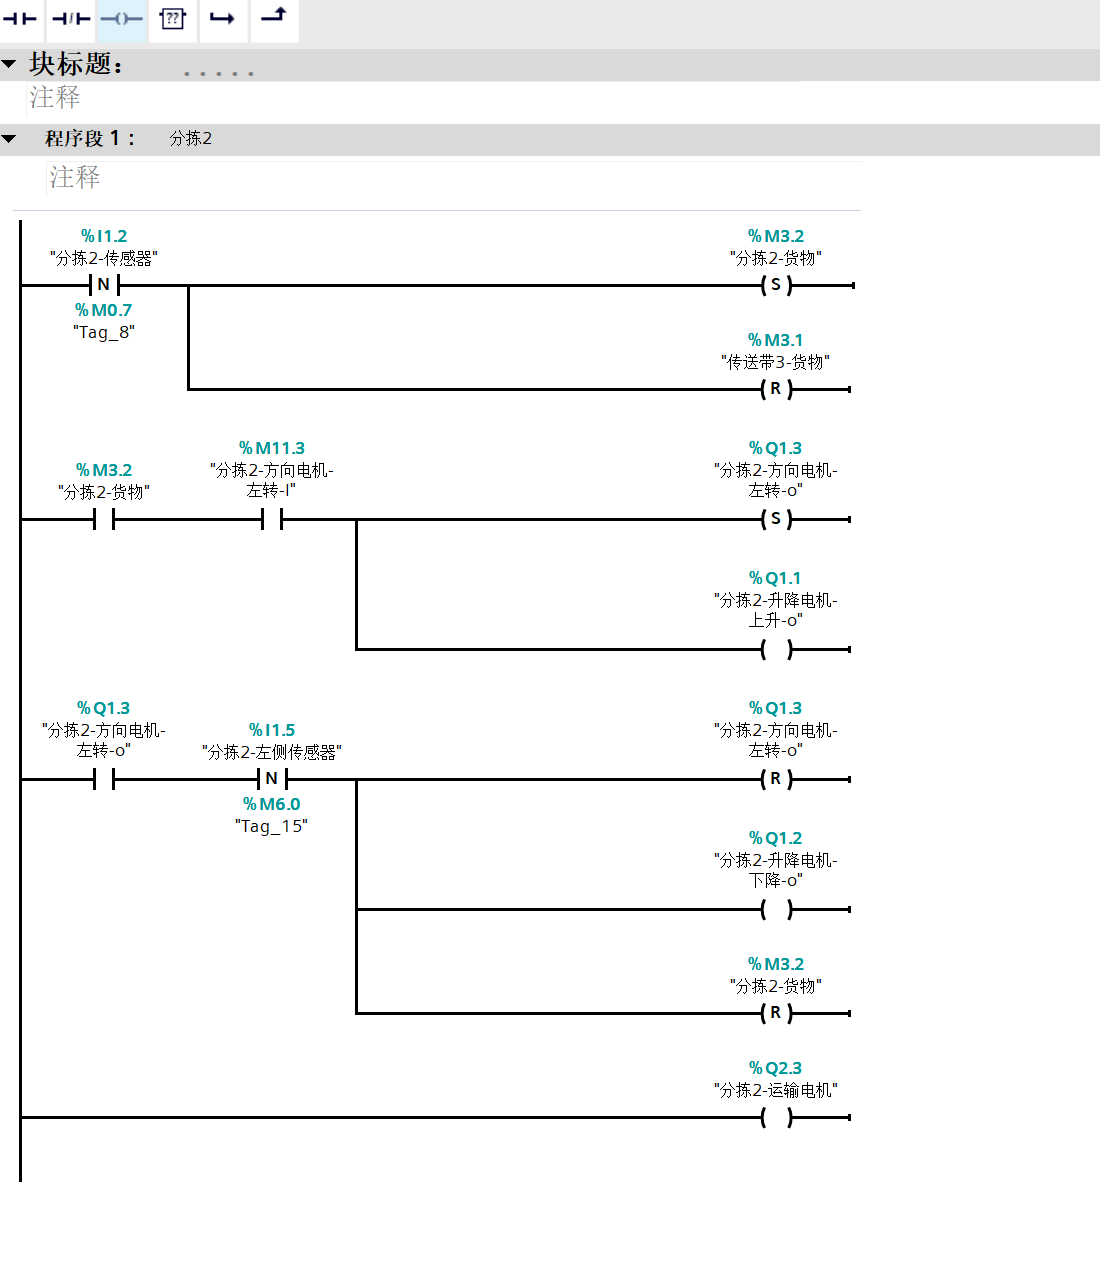 ??
块标题： .....
注释
程序段 1： 分拣2
注释
%I1.2
"分拣2-传感器"
N
%M0.7
"Tag_8"
%M3.2
"分拣2-货物"
S
%M3.1
"传送带3-货物"
R
%M3.2
"分拣2-货物"
%M11.3
"分拣2-方向电机-
左转-I"
%Q1.3
"分拣2-方向电机-
左转-o"
S
%Q1.1
"分拣2-升降电机-
上升-o"
%Q1.3
"分拣2-方向电机-
左转-o"
%I1.5
"分拣2-左侧传感器"
N
%M6.0
"Tag_15"
%Q1.3
"分拣2-方向电机-
左转-o"
R
%Q1.2
"分拣2-升降电机-
下降-o"
%M3.2
"分拣2-货物"
R
%Q2.3
"分拣2-运输电机"